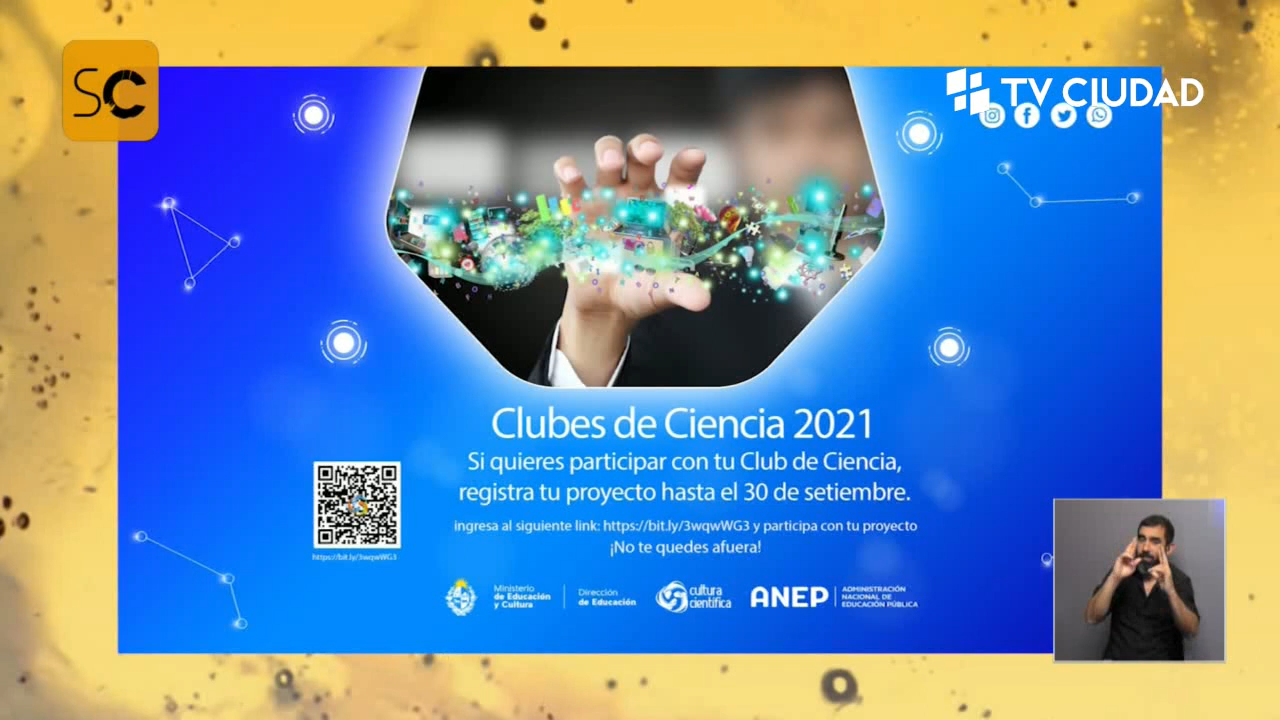 SC
TV CIUDAD
Clubes de Ciencia 2021
Si quieres participar con tu Club de Ciencia,
registra tu proyecto hasta el 30 de setiembre.
ingresa al siguiente link: https://bit.ly/3wqwWG3 y participa con tu proyecto
¡No te quedes afuera!
https://bit.ly/3wqwWG3
Ministerio
de Educación
y Cultura
Dirección
de Educación
cultura
científica
ANEP
ADMINISTRACIÓN
NACIONAL DE
EDUCACIÓN PÚBLICA